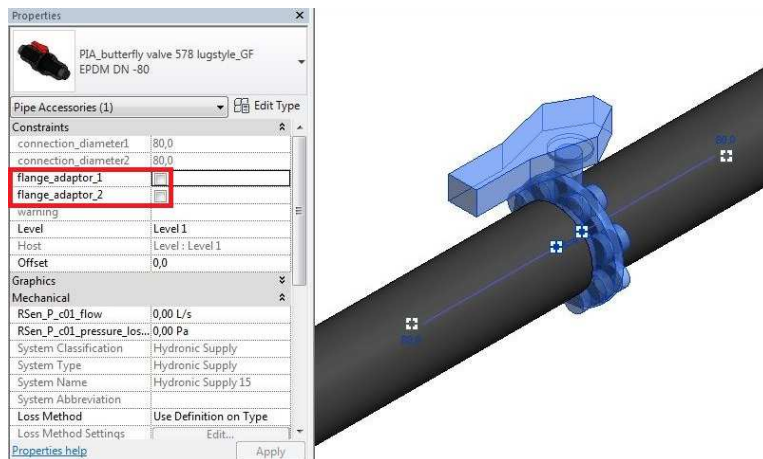 Properties
PIA_butterfly valve 578 lugstyle_GF
EPDM DN -80
Pipe Accessories (1)
Edit Type
Constraints
connection_diameter1 80,0
connection_diameter2 80,0
flange_adaptor_1
flange_adaptor_2
warning
Level Level 1
Host Level : Level 1
Offset 0,0
Graphics
Mechanical
RSen_P_c01_flow 0,00 L/s
RSen_P_c01_pressure_los... 0,00 Pa
System Classification Hydronic Supply
System Type Hydronic Supply
System Name Hydronic Supply 15
System Abbreviation
Loss Method Use Definition on Type
Loss Method Settings Edit...
Properties help
Apply
80,0
80,0